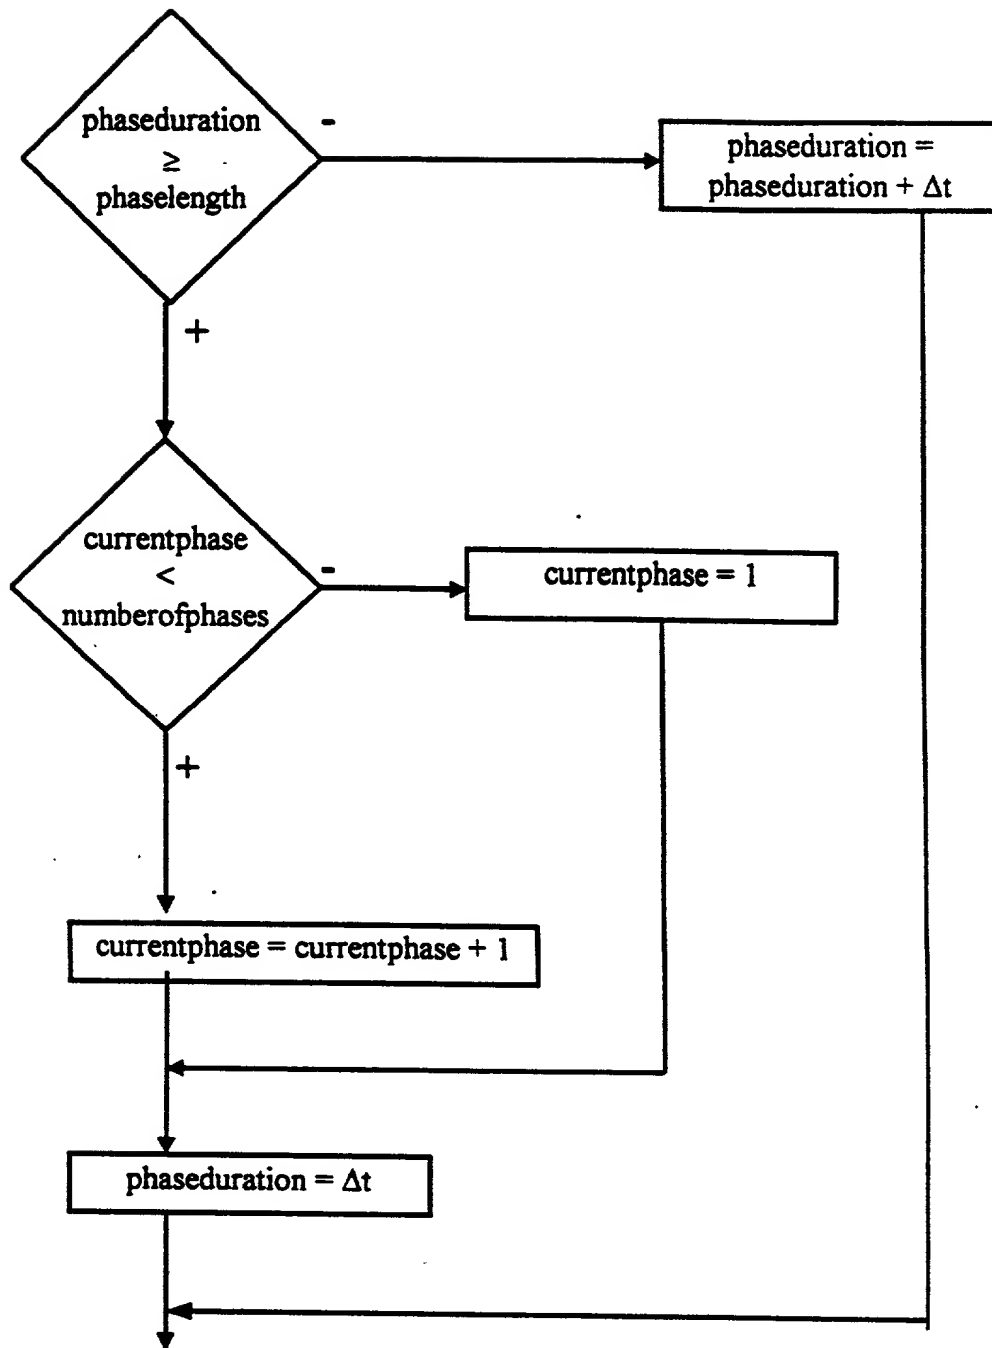 phaseduration
≥
phaselength
-
phaseduration =
phaseduration + Δt
+
currentphase
<
numberofphases
-
currentphase = 1
+
currentphase = currentphase + 1
phaseduration = Δt